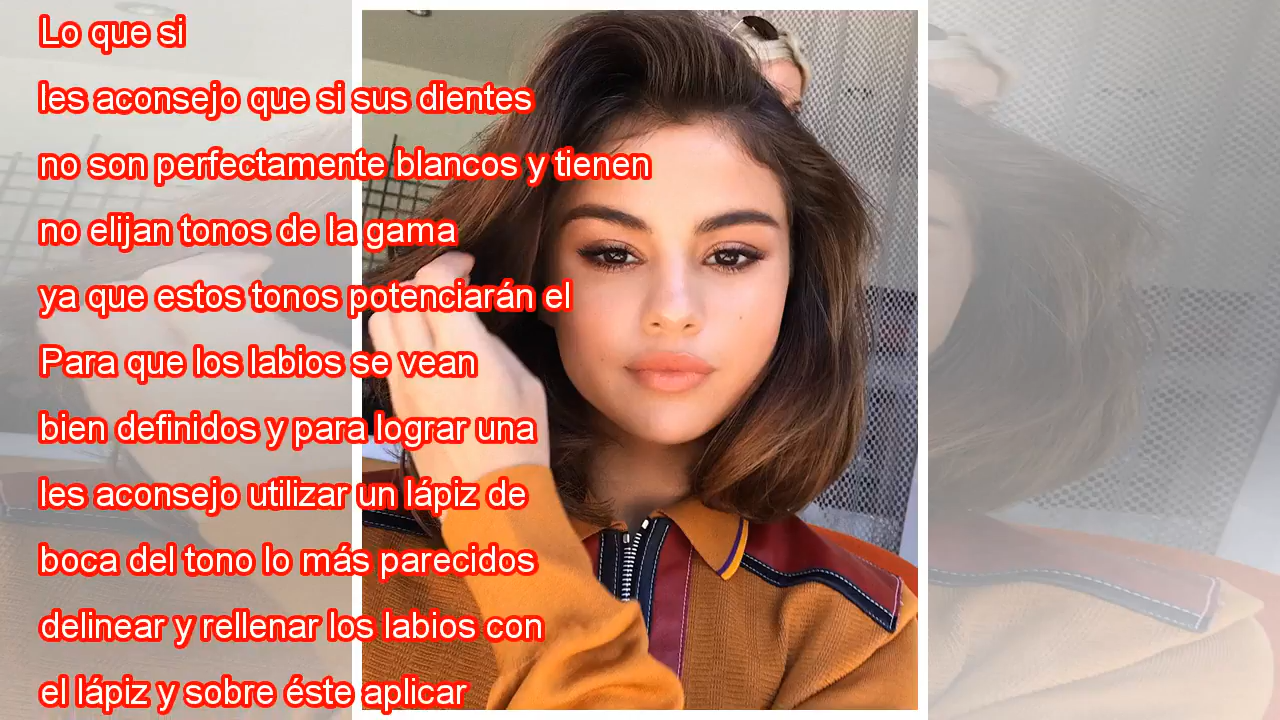 Lo que si
les aconsejo que si sus dientes
no son perfectamente blancos y tienen
no elijan tonos de la gama
ya que estos tonos potenciarán el
Para que los labios se vean
bien definidos y para lograr una
les aconsejo utilizar un lápiz de
boca del tono lo más parecidos
delinear y rellenar los labios con
el lápiz y sobre éste aplicar